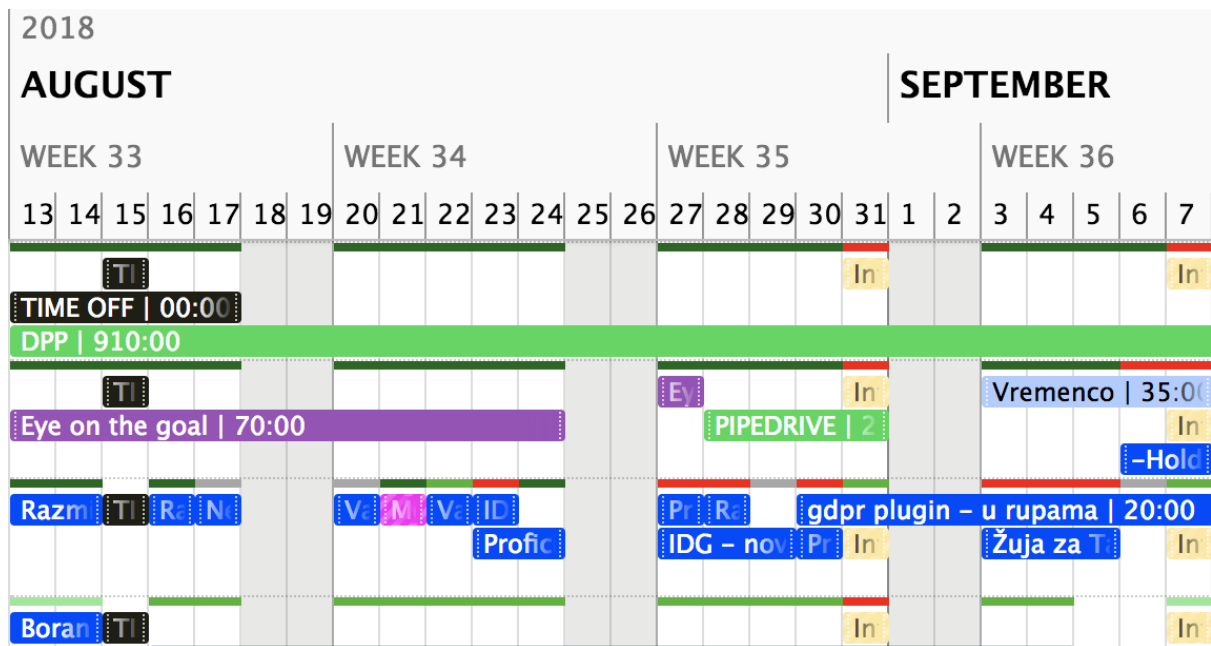 2018
AUGUST SEPTEMBER
WEEK 33 WEEK 34 WEEK 35 WEEK 36
13 14 15 16 17 18 19 20 21 22 23 24 25 26 27 28 29 30 31 1 2 3 4 5 6 7
TI In In
TIME OFF | 00:00
DPP | 910:00
TI Ey In Vremenco | 35:00
Eye on the goal | 70:00 PIPEDRIVE | 2 In
–Hold
Razm TI Ra Ne Va M Va ID Pr Ra gdpr plugin – u rupama | 20:00
Profic IDG – nov Pr In Žuja za Ta In
Boran TI In In